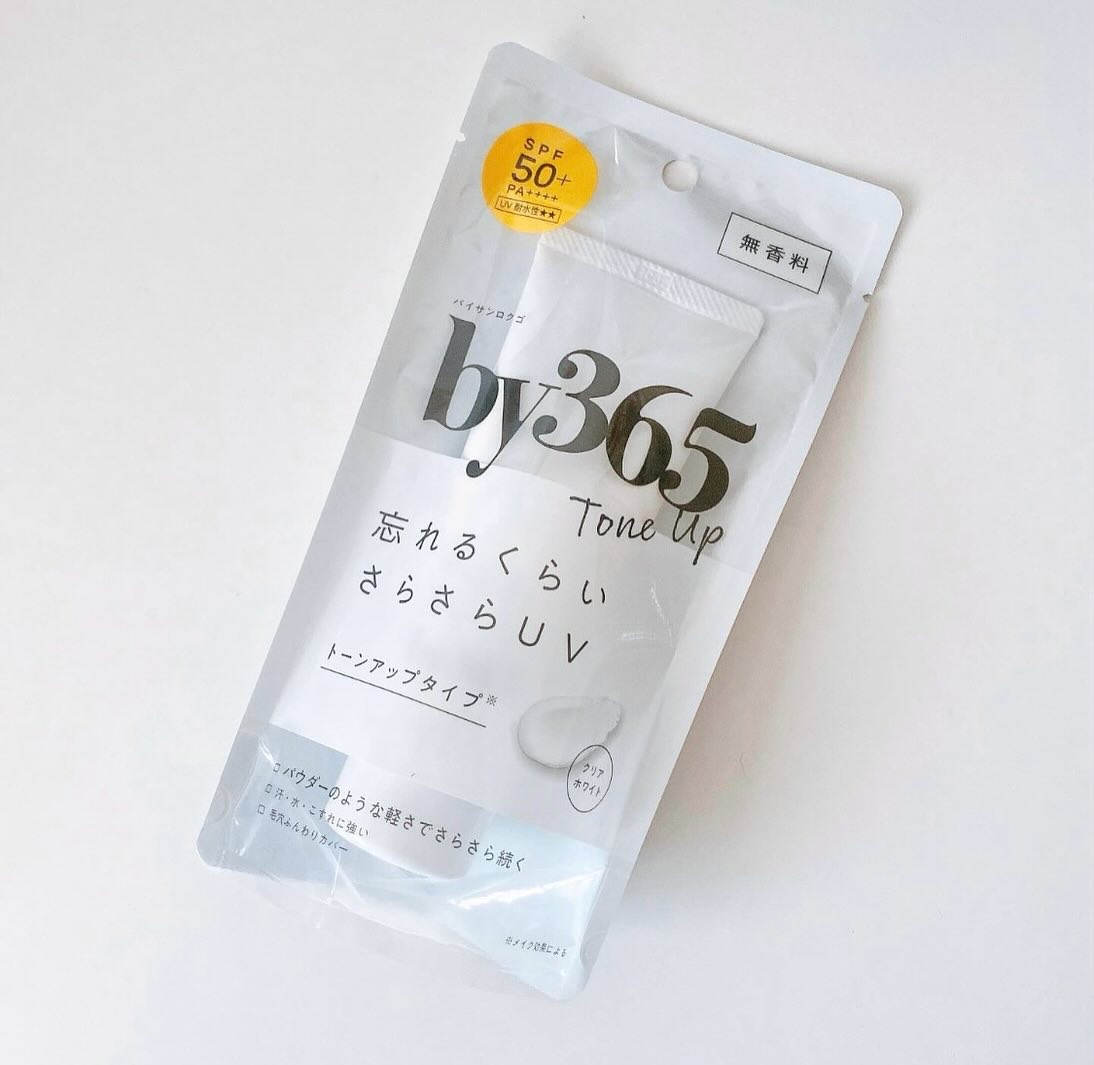 SPF
50+
PA++++
UV 耐水性★★
無香料
バイサンロクゴ
by365
Tone Up
忘れるくらい
さらさらUV
トーンアップタイプ※
クリア
ホワイト
□ パウダーのような軽さでさらさら続く
□ 汗・水・こすれに強い
□ 毛穴ふんわりカバー
※メイク効果による